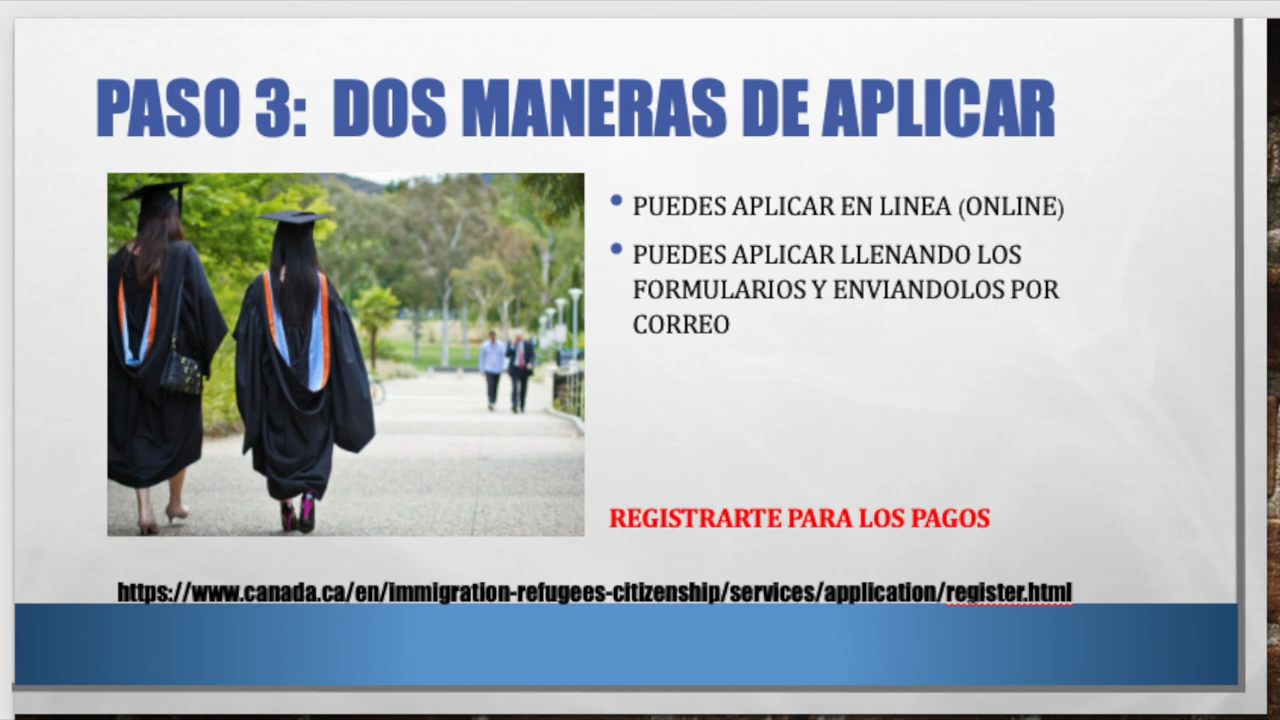 PASO 3: DOS MANERAS DE APLICAR
• PUEDES APLICAR EN LINEA (ONLINE)
• PUEDES APLICAR LLENANDO LOS
FORMULARIOS Y ENVIANDOLOS POR
CORREO
REGISTRARTE PARA LOS PAGOS
https://www.canada.ca/en/immigration-refugees-citizenship/services/application/register.html